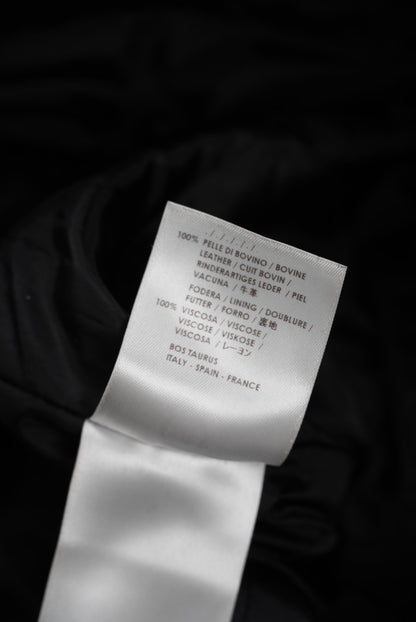 ./././././
100% PELLE DI BOVINO / BOVINE
LEATHER / CUIT BOVIN /
RINDERARTIGES LEDER / PIEL
VACUNA / 牛革
FODERA / LINING / DOUBLURE /
FUTTER / FORRO / 裏地
100% VISCOSA / VISCOSE /
VISCOSE / VISKOSE /
VISCOSA / レーヨン
BOS TAURUS
ITALY - SPAIN - FRANCE